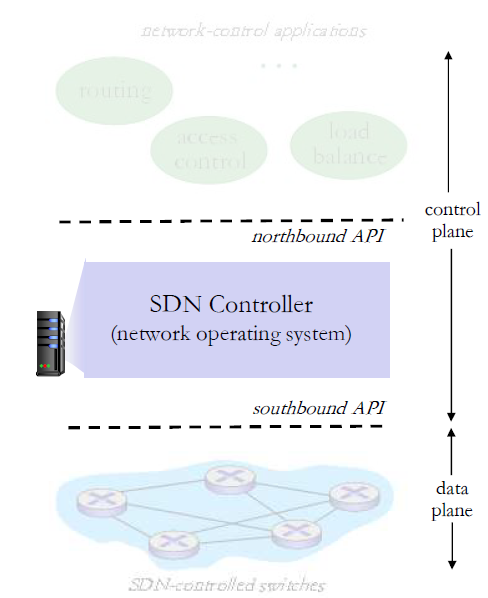 network-control applications
...
routing
access
control
load
balance
control
plane
northbound API
SDN Controller
(network operating system)
southbound API
data
plane
SDN-controlled switches